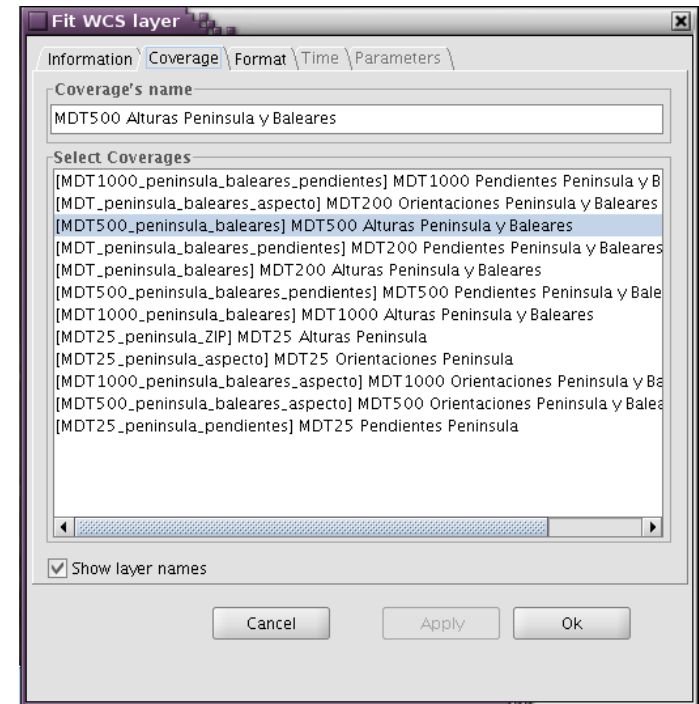 Fit WCS layer
Information Coverage Format Time Parameters
Coverage's name
MDT500 Alturas Peninsula y Baleares
Select Coverages
[MDT1000_peninsula_baleares_pendientes] MDT1000 Pendientes Peninsula y B
[MDT_peninsula_baleares_aspecto] MDT200 Orientaciones Peninsula y Baleares
[MDT500_peninsula_baleares] MDT500 Alturas Peninsula y Baleares
[MDT_peninsula_baleares_pendientes] MDT200 Pendientes Peninsula y Baleares
[MDT_peninsula_baleares] MDT200 Alturas Peninsula y Baleares
[MDT500_peninsula_baleares_pendientes] MDT500 Pendientes Peninsula y Bale
[MDT1000_peninsula_baleares] MDT1000 Alturas Peninsula y Baleares
[MDT25_peninsula_ZIP] MDT25 Alturas Peninsula
[MDT25_peninsula_aspecto] MDT25 Orientaciones Peninsula
[MDT1000_peninsula_baleares_aspecto] MDT1000 Orientaciones Peninsula y Ba
[MDT500_peninsula_baleares_aspecto] MDT500 Orientaciones Peninsula y Balea
[MDT25_peninsula_pendientes] MDT25 Pendientes Peninsula
Show layer names
Cancel Apply Ok